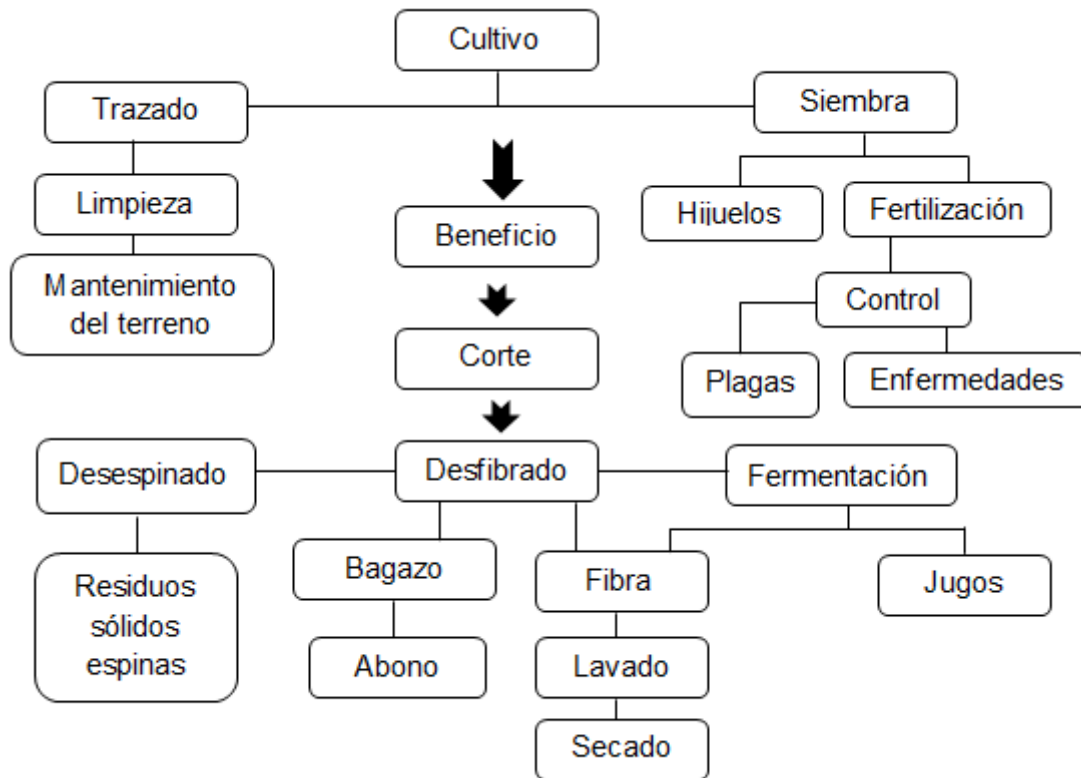 Cultivo
Trazado
Siembra
Limpieza
Hijuelos
Fertilización
Beneficio
Mantenimiento
del terreno
Control
Corte
Plagas
Enfermedades
Desespinado
Desfibrado
Fermentación
Residuos
sólidos
espinas
Bagazo
Fibra
Jugos
Abono
Lavado
Secado